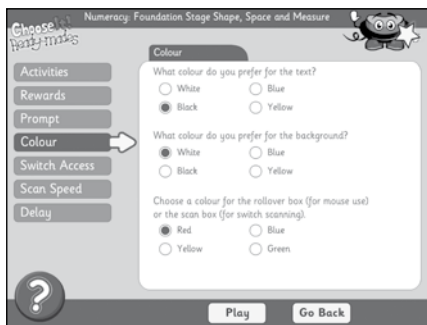 Numeracy: Foundation Stage Shape, Space and Measure
Choose It!
Ready-mades
Colour
Activities
Rewards
Prompt
Colour
Switch Access
Scan Speed
Delay
What colour do you prefer for the text?
White Blue
Black Yellow
What colour do you prefer for the background?
White Blue
Black Yellow
Choose a colour for the rollover box (for mouse use)
or the scan box (for switch scanning).
Red Blue
Yellow Green
?
Play Go Back